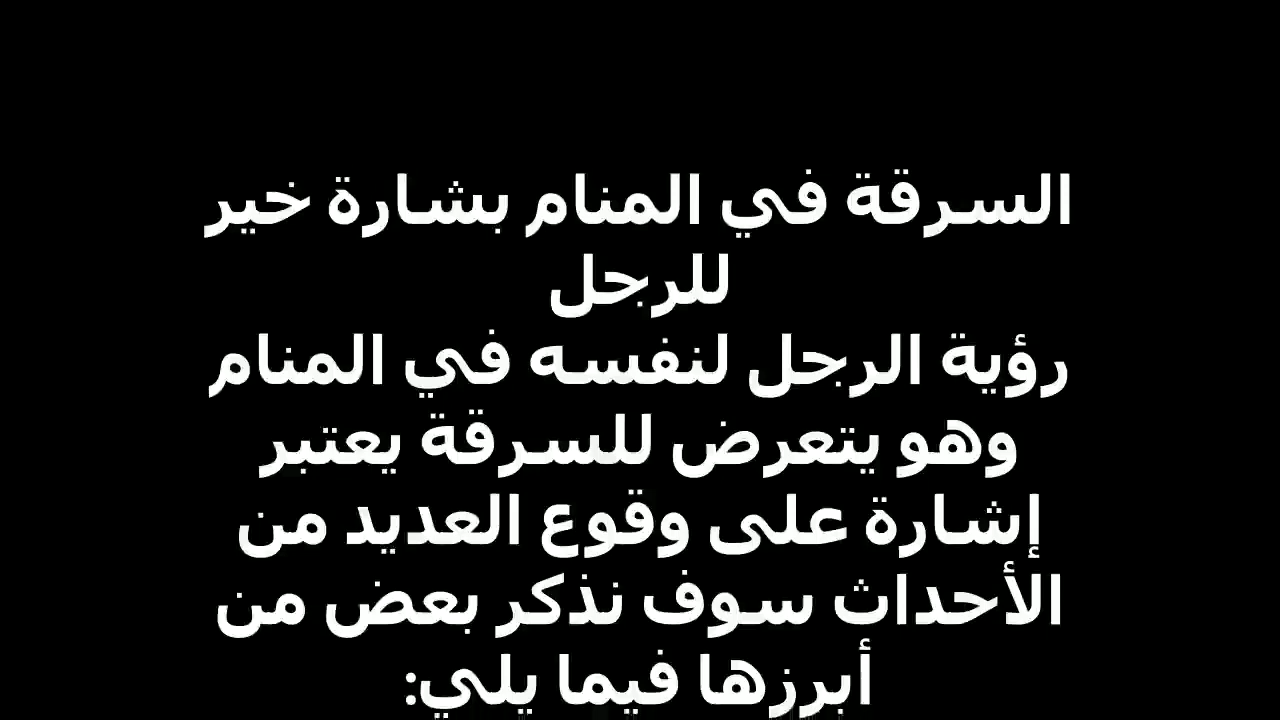 السرقة في المنام بشارة خير
للرجل
رؤية الرجل لنفسه في المنام
وهو يتعرض للسرقة يعتبر
إشارة على وقوع العديد من
الأحداث سوف نذكر بعض من
أبرزها فيما يلي: